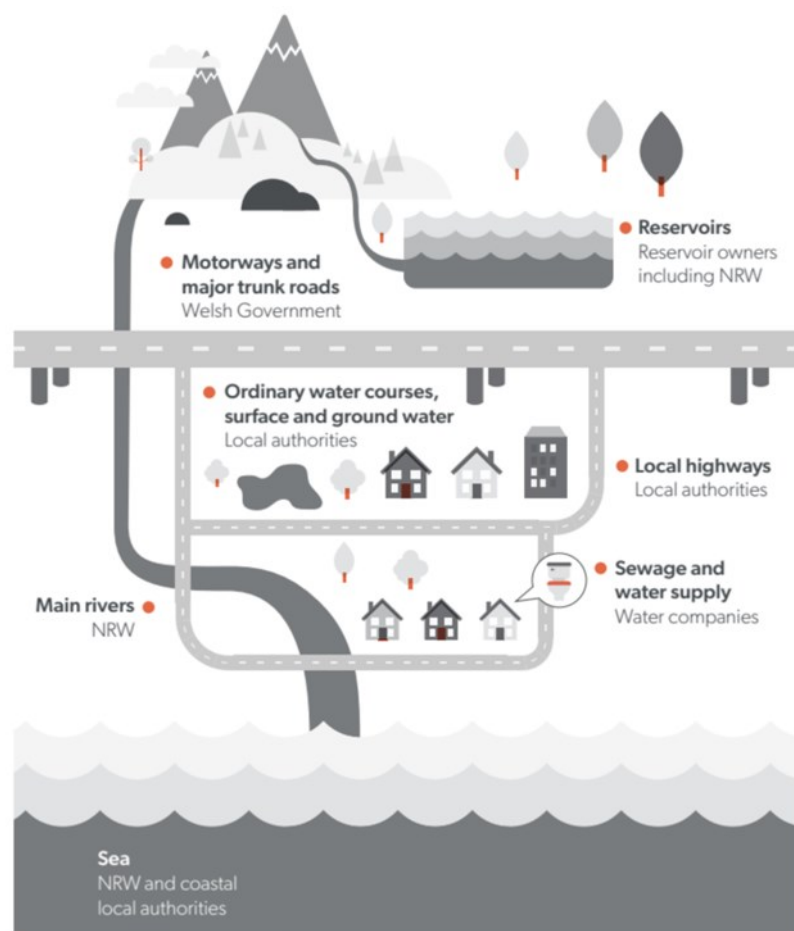 Reservoirs
Reservoir owners
including NRW
Motorways and
major trunk roads
Welsh Government
Ordinary water courses,
surface and ground water
Local authorities
Local highways
Local authorities
Sewage and
water supply
Water companies
Main rivers
NRW
Sea
NRW and coastal
local authorities